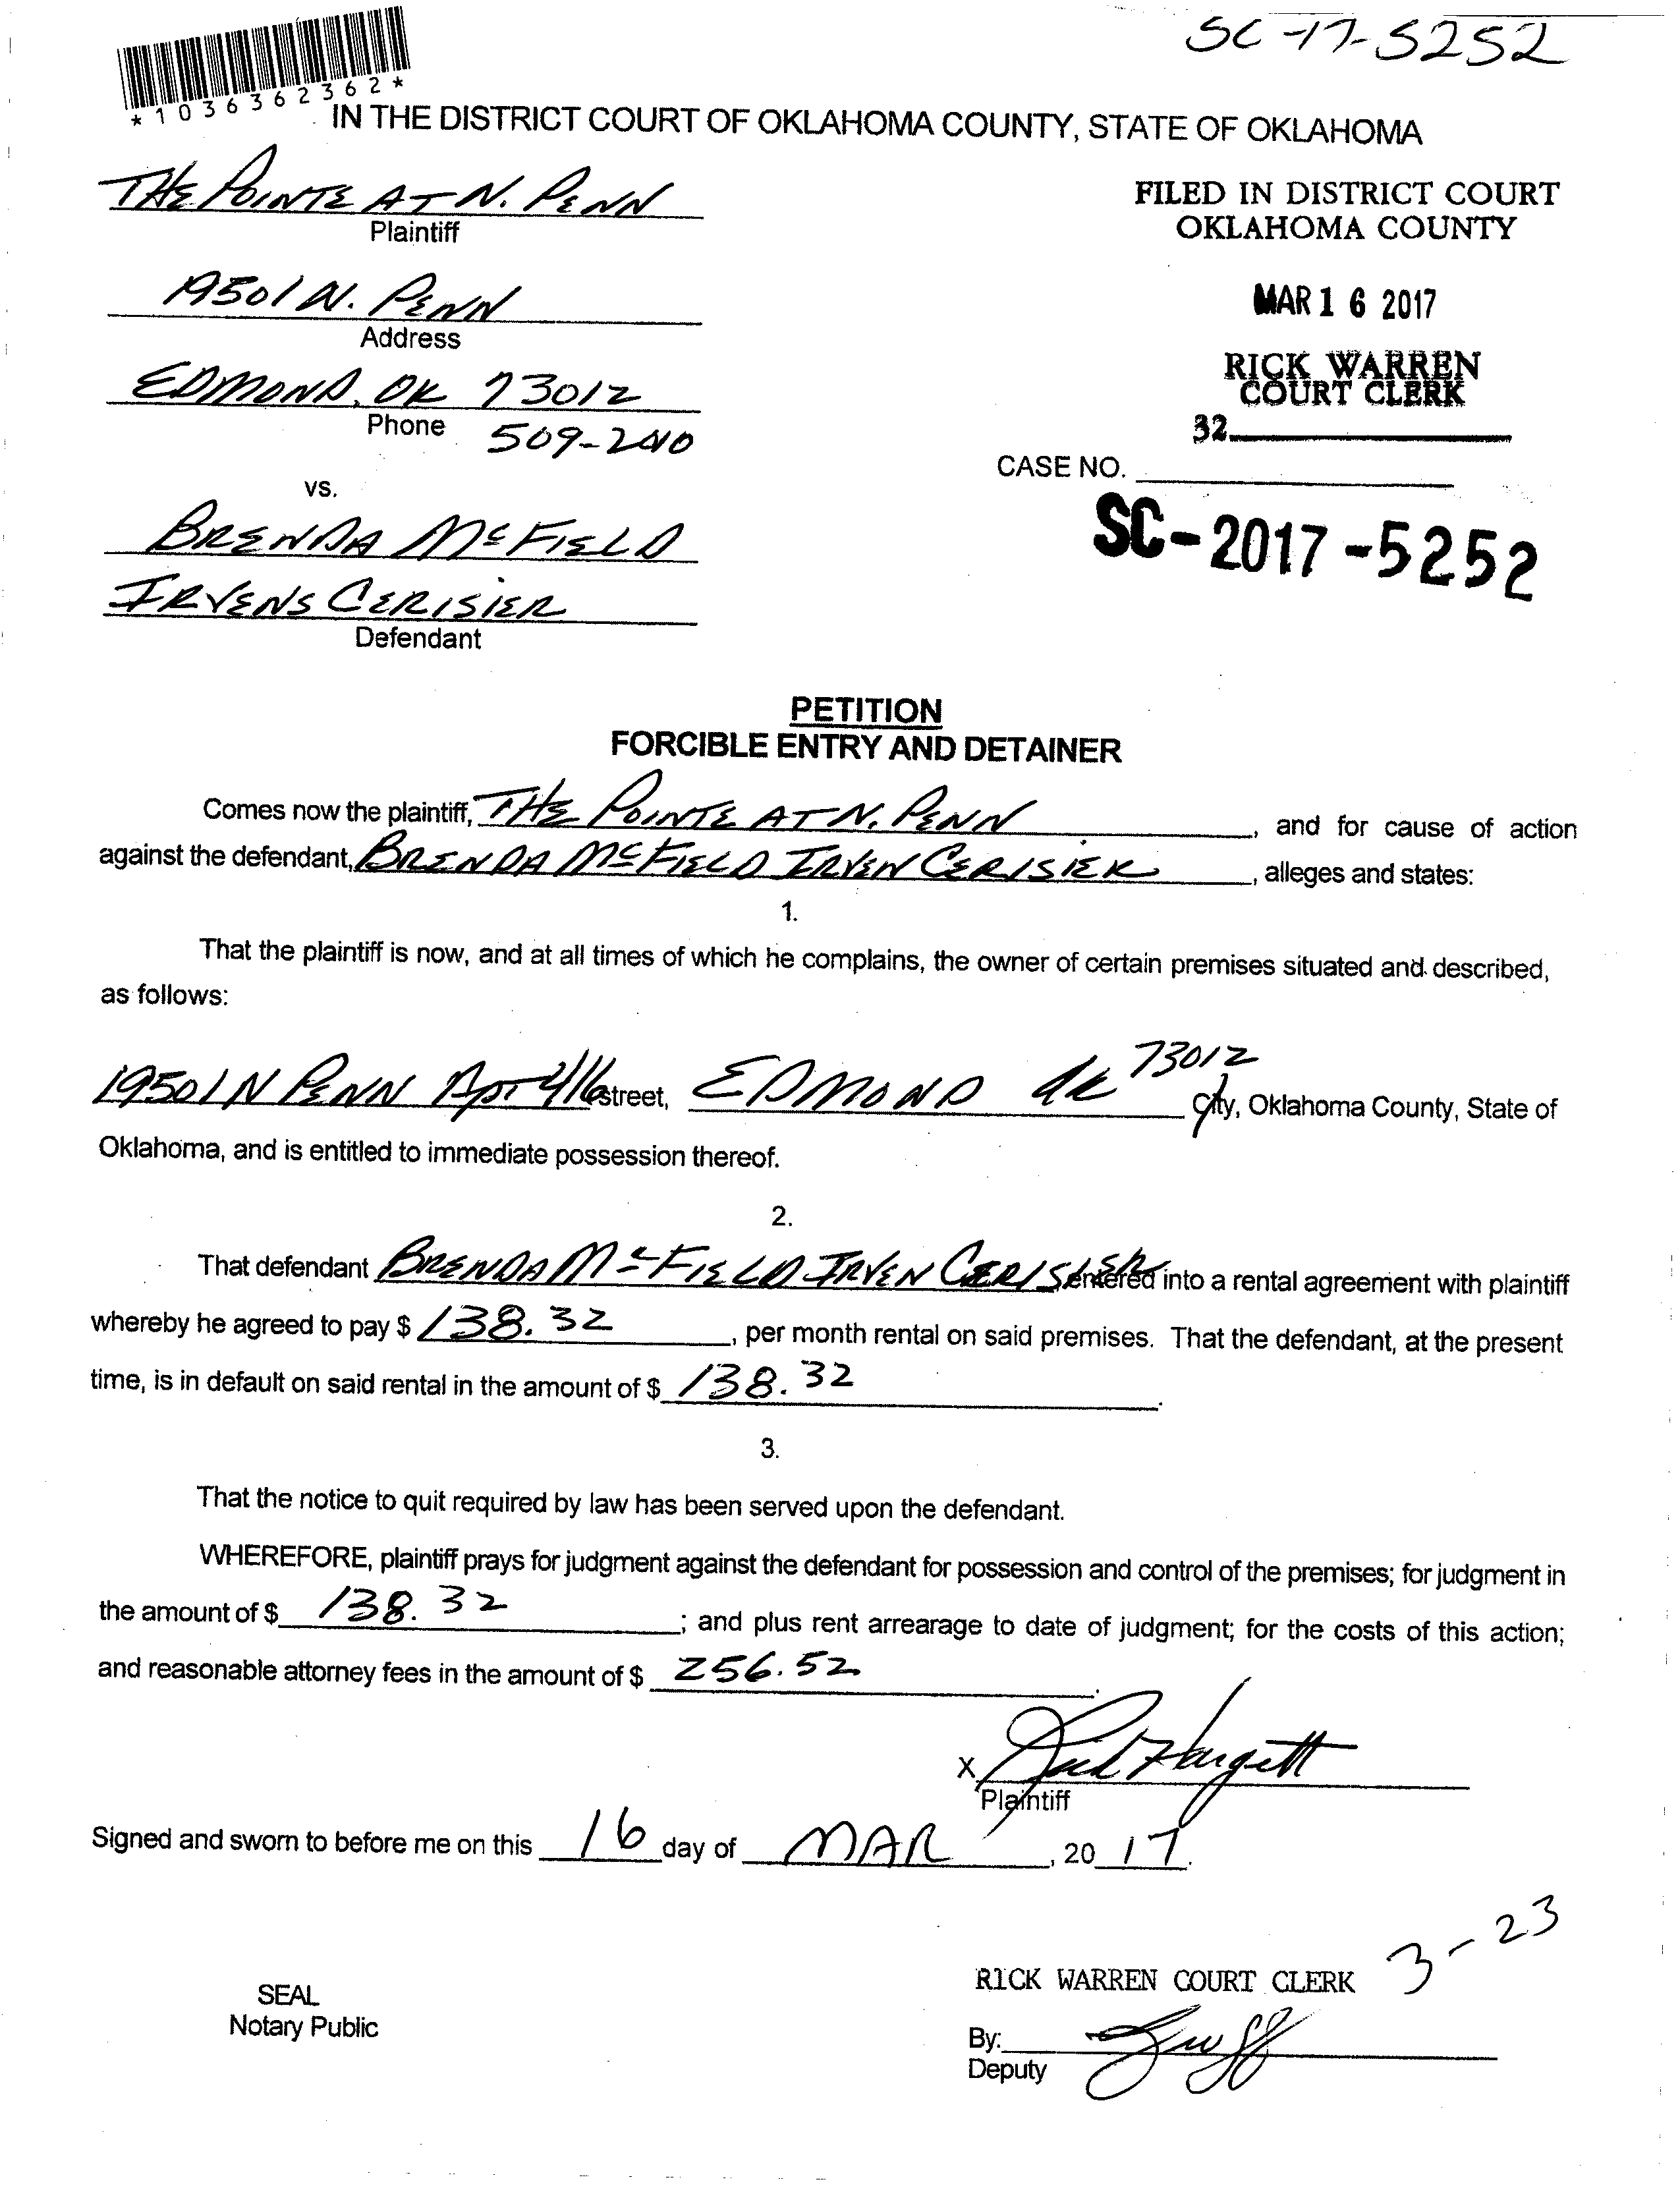 SC-17-5252
*1036362362*
IN THE DISTRICT COURT OF OKLAHOMA COUNTY, STATE OF OKLAHOMA
THE POINTE AT N. PENN
Plaintiff
FILED IN DISTRICT COURT
OKLAHOMA COUNTY
19501 N. PENN
Address
MAR 16 2017
RICK WARREN
COURT CLERK
EDMOND, OK 73012
Phone 509-2410
32
CASE NO.
vs.
SC-2017-5252
BRENDA McFIELD
IRVENS CERISIER
Defendant
PETITION
FORCIBLE ENTRY AND DETAINER
Comes now the plaintiff, THE POINTE AT N. PENN, and for cause of action
against the defendant, BRENDA McFIELD IRVEN CERISIER, alleges and states:
1.
That the plaintiff is now, and at all times of which he complains, the owner of certain premises situated and described,
as follows:
19501 N PENN APT 416 street, EDMOND OK 73012 City, Oklahoma County, State of
Oklahoma, and is entitled to immediate possession thereof.
2.
That defendant BRENDA McFIELD IRVEN CERISIER entered into a rental agreement with plaintiff
whereby he agreed to pay $ 138.32, per month rental on said premises. That the defendant, at the present
time, is in default on said rental in the amount of $ 138.32.
3.
That the notice to quit required by law has been served upon the defendant.
WHEREFORE, plaintiff prays for judgment against the defendant for possession and control of the premises; for judgment in
the amount of $ 138.32; and plus rent arrearage to date of judgment; for the costs of this action;
and reasonable attorney fees in the amount of $ 256.52.
X Hargett
Plaintiff
Signed and sworn to before me on this 16 day of MAR, 20 17.
3-23
RICK WARREN COURT CLERK
SEAL
Notary Public
By:
Deputy